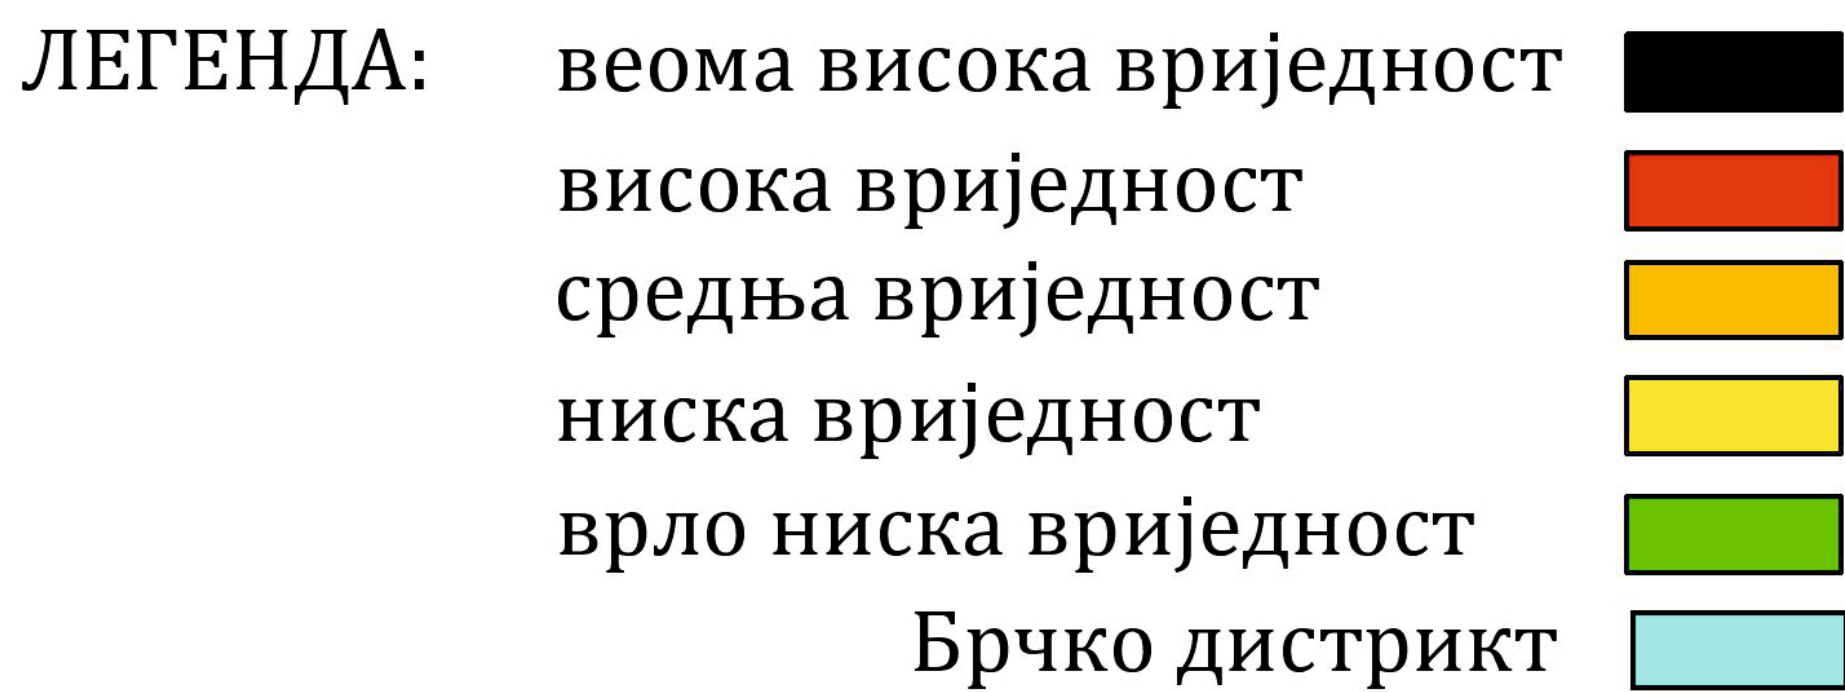 ЛЕГЕНДА: веома висока вриједност
висока вриједност
средња вриједност
ниска вриједност
врло ниска вриједност
Брчко дистрикт